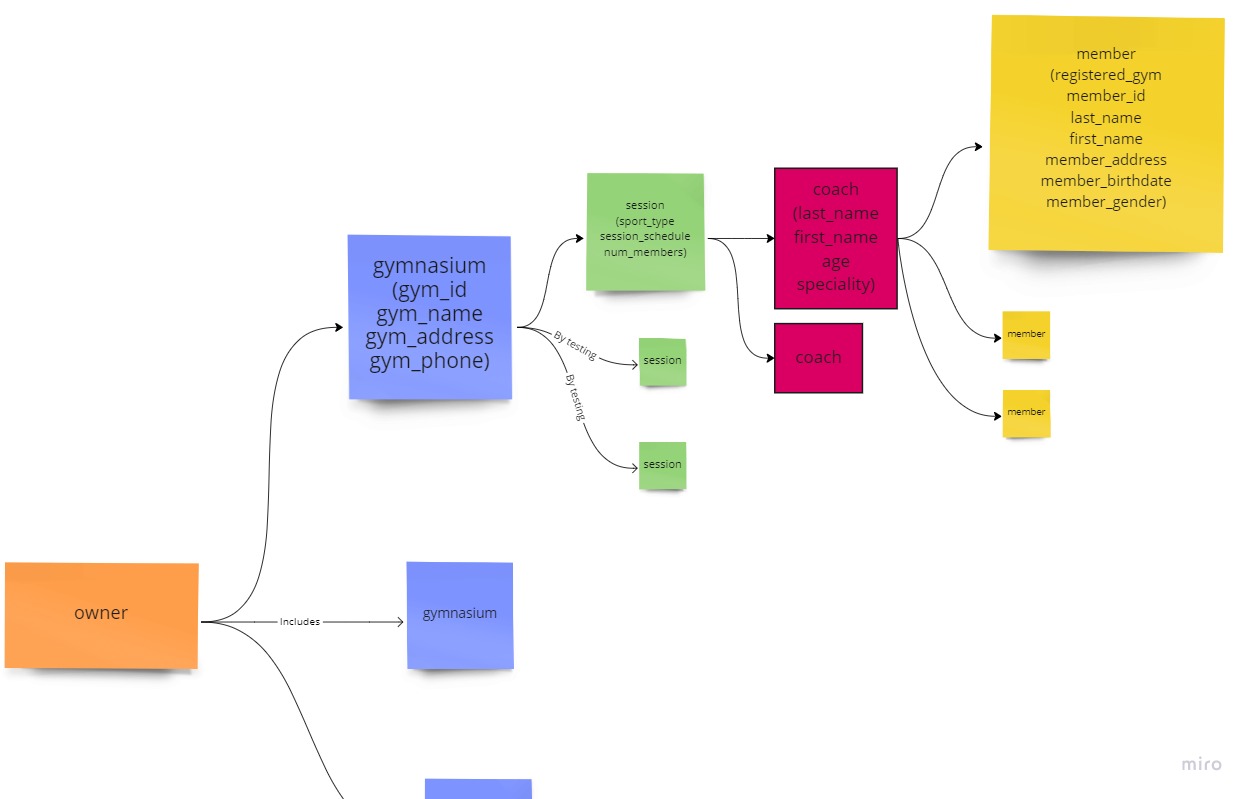 member
(registered_gym
member_id
last_name
first_name
member_address
member_birthdate
member_gender)
session
(sport_type
session_schedule
num_members)
coach
(last_name
first_name
age
speciality)
gymnasium
(gym_id
gym_name
gym_address
gym_phone)
By testing
session
coach
member
By testing
member
session
owner
Includes
gymnasium
miro